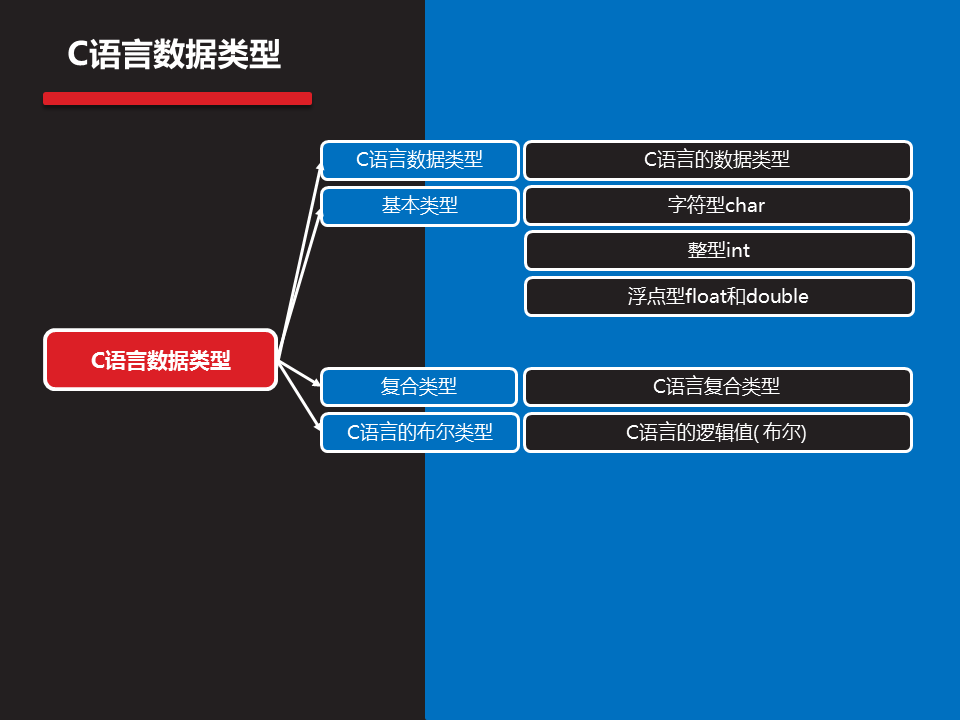 C语言数据类型
C语言数据类型
C语言的数据类型
基本类型
字符型char
整型int
浮点型float和double
C语言数据类型
复合类型
C语言复合类型
C语言的布尔类型
C语言的逻辑值( 布尔)